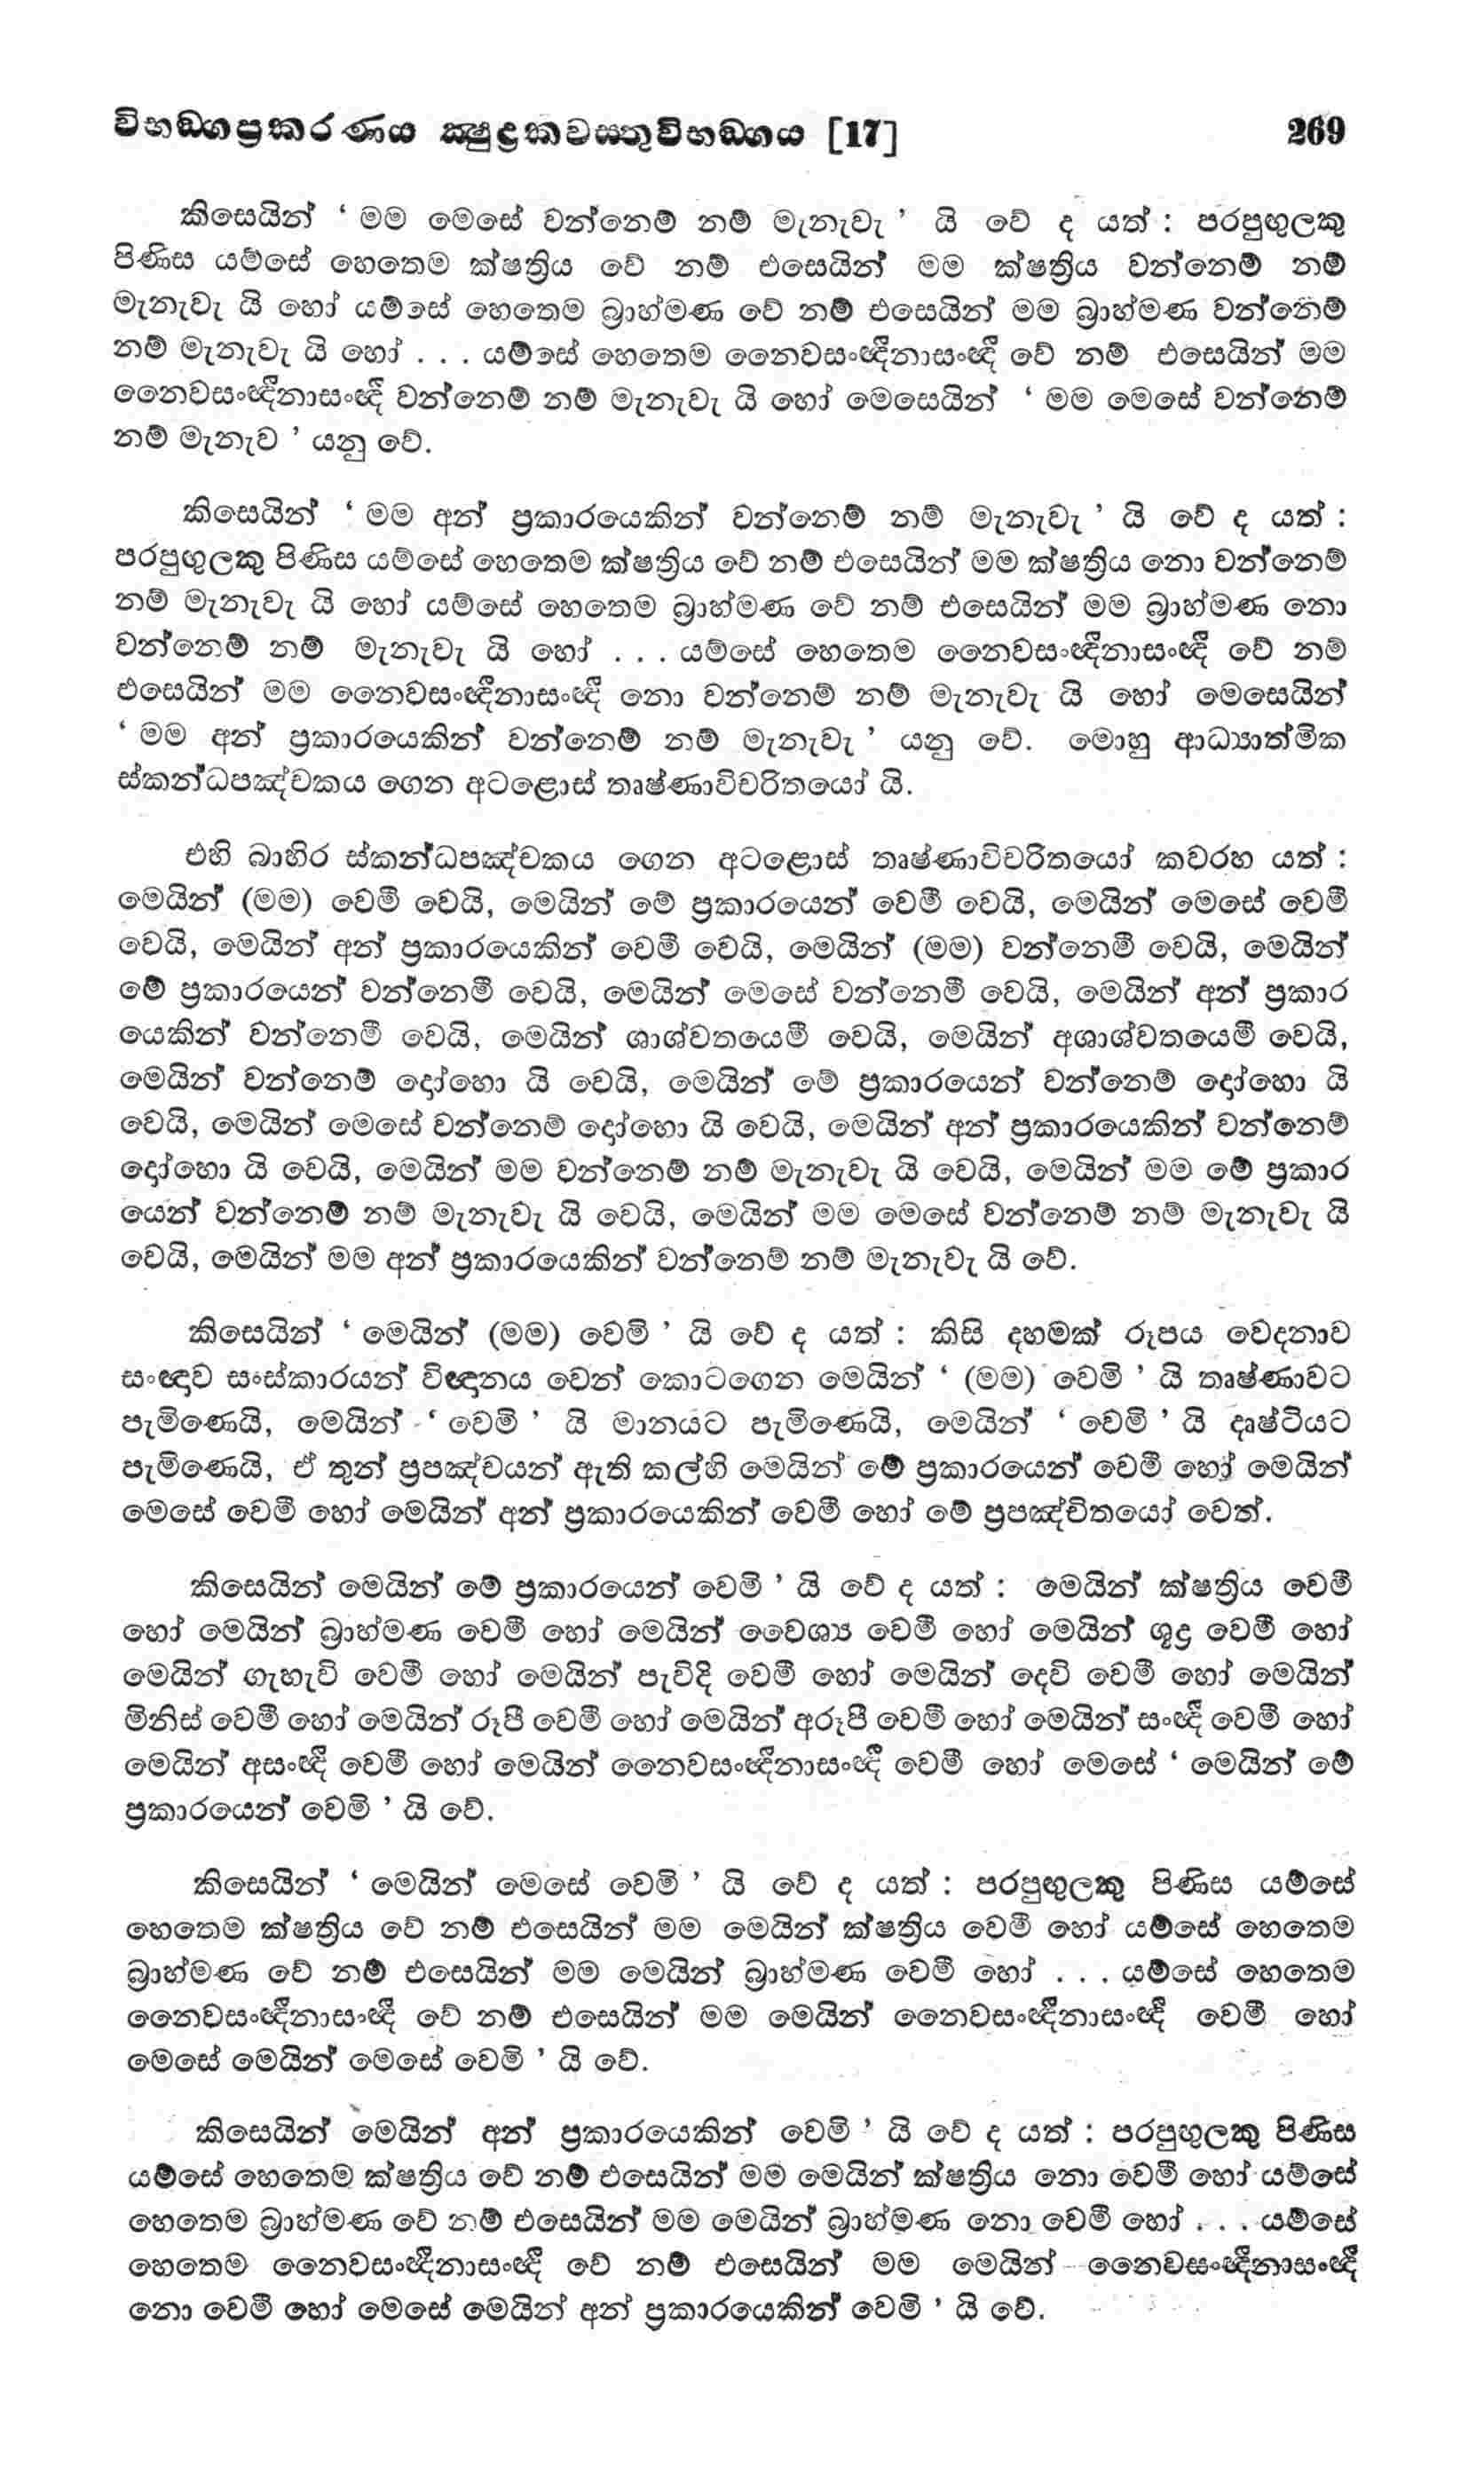 විභඞ්ගප්‍රකරණය ක්‍ෂුද්‍රකවස්තුවිභඞ්ගය [17] 269
කිසෙයින් ‘ මම මෙසේ වන්නෙම් නම් මැනැවැ ’ යි වේ ද යත් : පරපුඟුලකු
පිණිස යම්සේ හෙතෙම ක්ෂත්‍රිය වේ නම් එසෙයින් මම ක්ෂත්‍රිය වන්නෙම් නම්
මැනැවැ යි හෝ යම්සේ හෙතෙම බ්‍රාහ්මණ වේ නම් එසෙයින් මම බ්‍රාහ්මණ වන්නෙම්
නම් මැනැවැ යි හෝ . . . යම්සේ හෙතෙම නෛවසංඥීනාසංඥී වේ නම් එසෙයින් මම
නෛවසංඥීනාසංඥී වන්නෙම් නම් මැනැවැ යි හෝ මෙසෙයින් ‘ මම මෙසේ වන්නෙම්
නම් මැනැව ’ යනු වේ.
කිසෙයින් ‘ මම අන් ප්‍රකාරයෙකින් වන්නෙම් නම් මැනැවැ ’ යි වේ ද යත් :
පරපුඟුලකු පිණිස යම්සේ හෙතෙම ක්ෂත්‍රිය වේ නම් එසෙයින් මම ක්ෂත්‍රිය නො වන්නෙම්
නම් මැනැවැ යි හෝ යම්සේ හෙතෙම බ්‍රාහ්මණ වේ නම් එසෙයින් මම බ්‍රාහ්මණ නො
වන්නෙම් නම් මැනැවැ යි හෝ . . . යම්සේ හෙතෙම නෛවසංඥීනාසංඥී වේ නම්
එසෙයින් මම නෛවසංඥීනාසංඥී නො වන්නෙම් නම් මැනැවැ යි හෝ මෙසෙයින්
‘ මම අන් ප්‍රකාරයෙකින් වන්නෙම් නම් මැනැවැ ’ යනු වේ. මොහු ආධ්‍යාත්මික
ස්කන්ධපඤ්චකය ගෙන අටළොස් තෘෂ්ණාවිචරිතයෝ යි.
එහි බාහිර ස්කන්ධපඤ්චකය ගෙන අටළොස් තෘෂ්ණාවිචරිතයෝ කවරහ යත් :
මෙයින් (මම) වෙමී වෙයි, මෙයින් මේ ප්‍රකාරයෙන් වෙමී වෙයි, මෙයින් මෙසේ වෙමී
වෙයි, මෙයින් අන් ප්‍රකාරයෙකින් වෙමී වෙයි, මෙයින් (මම) වන්නෙමී වෙයි, මෙයින්
මේ ප්‍රකාරයෙන් වන්නෙමී වෙයි, මෙයින් මෙසේ වන්නෙමී වෙයි, මෙයින් අන් ප්‍රකාර
යෙකින් වන්නෙමී වෙයි, මෙයින් ශාශ්වතයෙමී වෙයි, මෙයින් අශාශ්වතයෙමී වෙයි,
මෙයින් වන්නෙම් දෝහො යි වෙයි, මෙයින් මේ ප්‍රකාරයෙන් වන්නෙම් දෝහො යි
වෙයි, මෙයින් මෙසේ වන්නෙම් දෝහො යි වෙයි, මෙයින් අන් ප්‍රකාරයෙකින් වන්නෙම්
දෝහො යි වෙයි, මෙයින් මම වන්නෙම් නම් මැනැවැ යි වෙයි, මෙයින් මම මේ ප්‍රකාර
යෙන් වන්නෙම් නම් මැනැවැ යි වෙයි, මෙයින් මම මෙසේ වන්නෙම් නම් මැනැවැ යි
වෙයි, මෙයින් මම අන් ප්‍රකාරයෙකින් වන්නෙම් නම් මැනැවැ යි වේ.
කිසෙයින් ‘ මෙයින් (මම) වෙමි ’ යි වේ ද යත් : කිසි දහමක් රූපය වෙදනාව
සංඥාව සංස්කාරයන් විඥානය වෙන් කොටගෙන මෙයින් ‘ (මම) වෙමි ’ යි තෘෂ්ණාවට
පැමිණෙයි, මෙයින් ‘ වෙමි ’ යි මානයට පැමිණෙයි, මෙයින් ‘ වෙමි ’ යි දෘෂ්ටියට
පැමිණෙයි, ඒ තුන් ප්‍රපඤ්චයන් ඇති කල්හි මෙයින් මේ ප්‍රකාරයෙන් වෙමී හෝ මෙයින්
මෙසේ වෙමී හෝ මෙයින් අන් ප්‍රකාරයෙකින් වෙමී හෝ මේ ප්‍රපඤ්චිතයෝ වෙත්.
කිසෙයින් මෙයින් මේ ප්‍රකාරයෙන් වෙමි ’ යි වේ ද යත් : මෙයින් ක්ෂත්‍රිය වෙමී
හෝ මෙයින් බ්‍රාහ්මණ වෙමී හෝ මෙයින් වෛශ්‍ය වෙමී හෝ මෙයින් ශූද්‍ර වෙමී හෝ
මෙයින් ගැහැවි වෙමී හෝ මෙයින් පැවිදි වෙමී හෝ මෙයින් දෙවි වෙමී හෝ මෙයින්
මිනිස් වෙමී හෝ මෙයින් රූපී වෙමී හෝ මෙයින් අරූපී වෙමී හෝ මෙයින් සංඥී වෙමී හෝ
මෙයින් අසංඥී වෙමී හෝ මෙයින් නෛවසංඥීනාසංඥී වෙමී හෝ මෙසේ ‘ මෙයින් මේ
ප්‍රකාරයෙන් වෙමි ’ යි වේ.
කිසෙයින් ‘ මෙයින් මෙසේ වෙමි ’ යි වේ ද යත් : පරපුඟුලකු පිණිස යම්සේ
හෙතෙම ක්ෂත්‍රිය වේ නම් එසෙයින් මම මෙයින් ක්ෂත්‍රිය වෙමී හෝ යම්සේ හෙතෙම
බ්‍රාහ්මණ වේ නම් එසෙයින් මම මෙයින් බ්‍රාහ්මණ වෙමී හෝ . . . යම්සේ හෙතෙම
නෛවසංඥීනාසංඥී වේ නම් එසෙයින් මම මෙයින් නෛවසංඥීනාසංඥී වෙමී හෝ
මෙසේ මෙයින් මෙසේ වෙමි ’ යි වේ.
කිසෙයින් මෙයින් අන් ප්‍රකාරයෙකින් වෙමි ’ යි වේ ද යත් : පරපුඟුලකු පිණිස
යම්සේ හෙතෙම ක්ෂත්‍රිය වේ නම් එසෙයින් මම මෙයින් ක්ෂත්‍රිය නො වෙමී හෝ යම්සේ
හෙතෙම බ්‍රාහ්මණ වේ නම් එසෙයින් මම මෙයින් බ්‍රාහ්මණ නො වෙමී හෝ . . . යම්සේ
හෙතෙම නෛවසංඥීනාසංඥී වේ නම් එසෙයින් මම මෙයින් නෛවසංඥීනාසංඥී
නො වෙමී හෝ මෙසේ මෙයින් අන් ප්‍රකාරයෙකින් වෙමි ’ යි වේ.